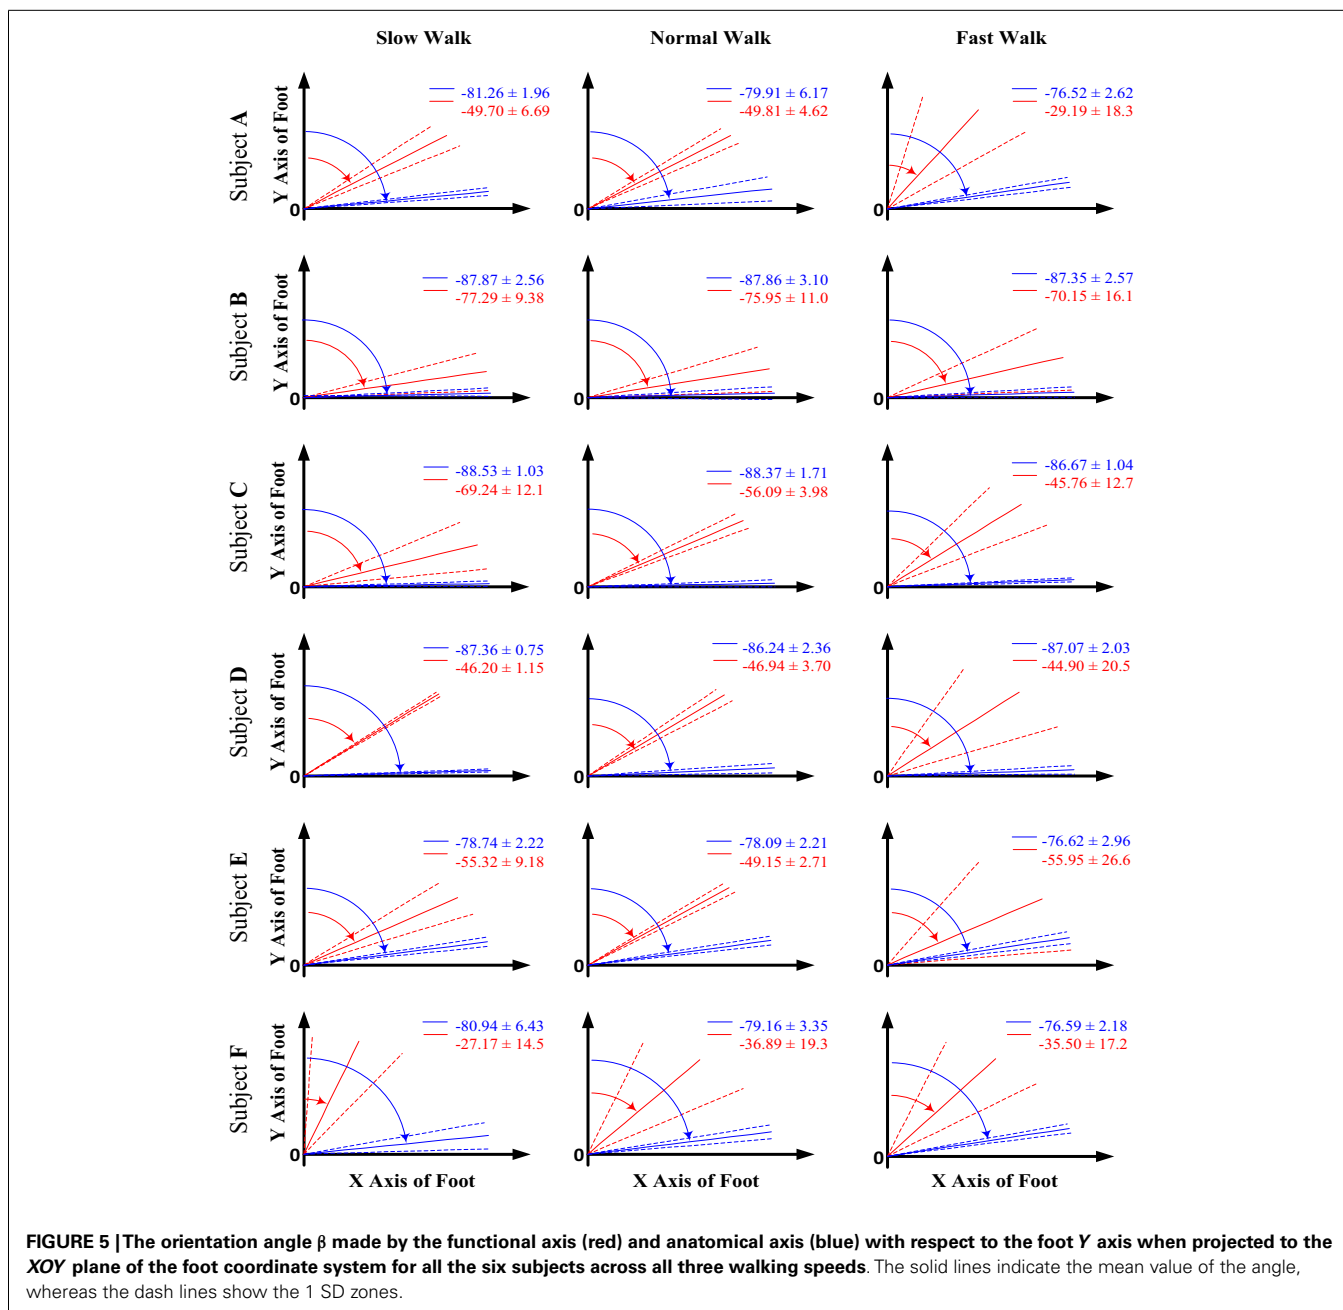 Slow Walk Normal Walk Fast Walk
Subject A
Y Axis of Foot
-81.26 ± 1.96
-49.70 ± 6.69
0
-79.91 ± 6.17
-49.81 ± 4.62
0
-76.52 ± 2.62
-29.19 ± 18.3
0
Subject B
Y Axis of Foot
-87.87 ± 2.56
-77.29 ± 9.38
0
-87.86 ± 3.10
-75.95 ± 11.0
0
-87.35 ± 2.57
-70.15 ± 16.1
0
Subject C
Y Axis of Foot
-88.53 ± 1.03
-69.24 ± 12.1
0
-88.37 ± 1.71
-56.09 ± 3.98
0
-86.67 ± 1.04
-45.76 ± 12.7
0
Subject D
Y Axis of Foot
-87.36 ± 0.75
-46.20 ± 1.15
0
-86.24 ± 2.36
-46.94 ± 3.70
0
-87.07 ± 2.03
-44.90 ± 20.5
0
Subject E
Y Axis of Foot
-78.74 ± 2.22
-55.32 ± 9.18
0
-78.09 ± 2.21
-49.15 ± 2.71
0
-76.62 ± 2.96
-55.95 ± 26.6
0
Subject F
Y Axis of Foot
-80.94 ± 6.43
-27.17 ± 14.5
0
-79.16 ± 3.35
-36.89 ± 19.3
0
-76.59 ± 2.18
-35.50 ± 17.2
0
X Axis of Foot X Axis of Foot X Axis of Foot
FIGURE 5 | The orientation angle β made by the functional axis (red) and anatomical axis (blue) with respect to the foot Y axis when projected to the
XOY plane of the foot coordinate system for all the six subjects across all three walking speeds. The solid lines indicate the mean value of the angle,
whereas the dash lines show the 1 SD zones.